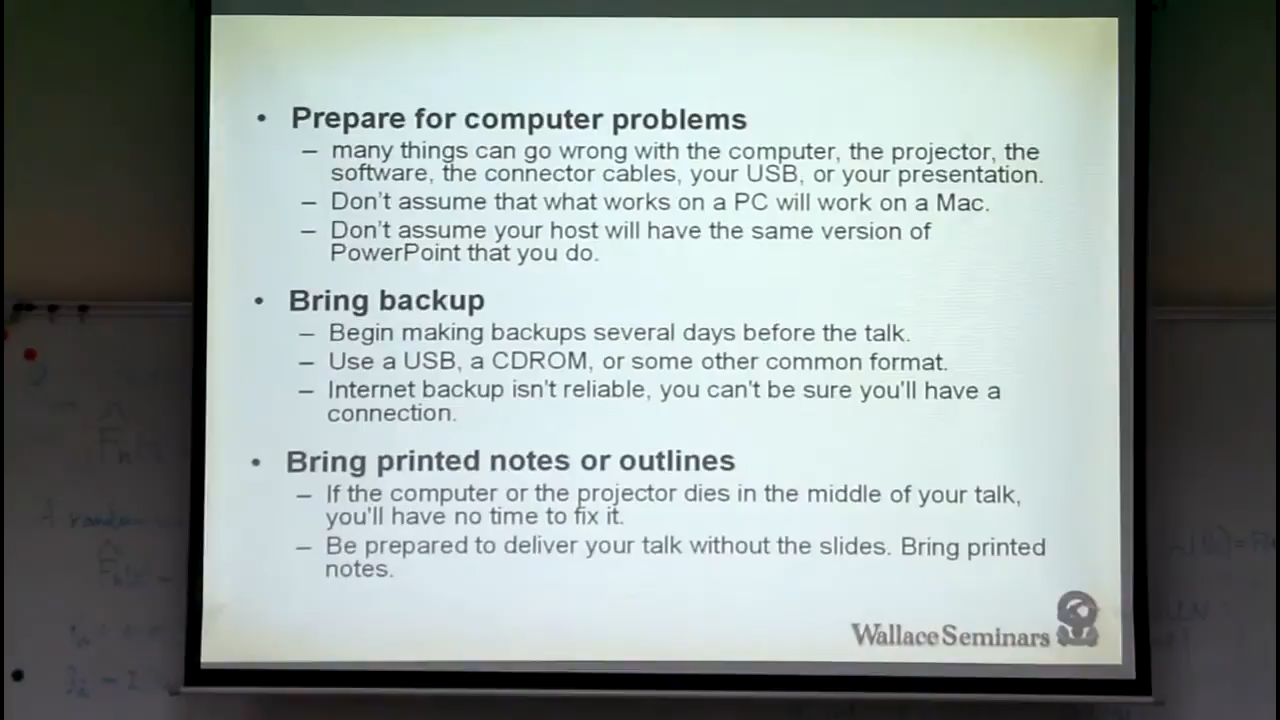 • Prepare for computer problems
– many things can go wrong with the computer, the projector, the
software, the connector cables, your USB, or your presentation.
– Don't assume that what works on a PC will work on a Mac.
– Don't assume your host will have the same version of
PowerPoint that you do.
• Bring backup
– Begin making backups several days before the talk.
– Use a USB, a CDROM, or some other common format.
– Internet backup isn't reliable, you can't be sure you'll have a
connection.
• Bring printed notes or outlines
– If the computer or the projector dies in the middle of your talk,
you'll have no time to fix it.
– Be prepared to deliver your talk without the slides. Bring printed
notes.
Wallace Seminars